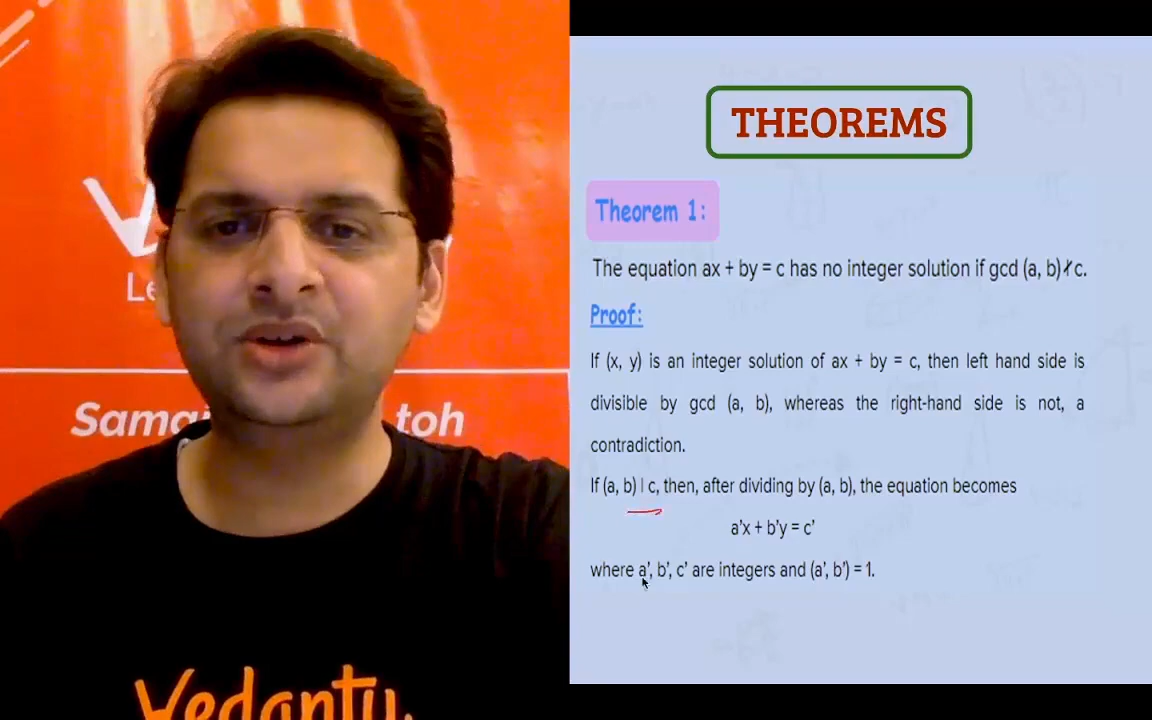 THEOREMS
Theorem 1:
The equation ax + by = c has no integer solution if gcd (a, b)∤c.
Proof:
If (x, y) is an integer solution of ax + by = c, then left hand side is
divisible by gcd (a, b), whereas the right-hand side is not, a
contradiction.
If (a, b) | c, then, after dividing by (a, b), the equation becomes
a'x + b'y = c'
where a', b', c' are integers and (a', b') = 1.
toh
Vedantu